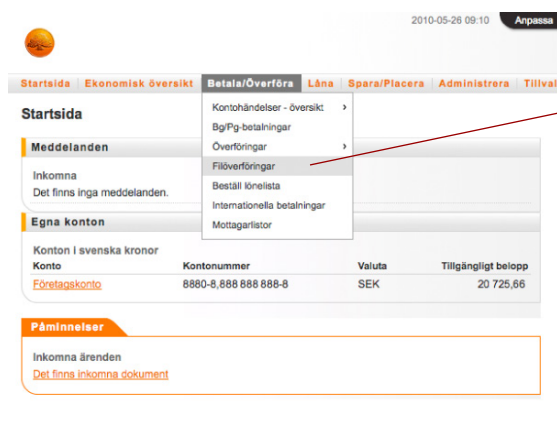 2010-05-26 09:10 Anpassa
Startsida Ekonomisk översikt Betala/Överföra Låna Spara/Placera Administrera Tillval
Startsida
Kontohändelser - översikt ›
Bg/Pg-betalningar
Överföringar ›
Filöverföringar
Beställ lönelista
Internationella betalningar
Mottagarlistor
Meddelanden
Inkomna
Det finns inga meddelanden.
Egna konton
Konton i svenska kronor
Konto Kontonummer Valuta Tillgängligt belopp
Företagskonto 8880-8,888 888 888-8 SEK 20 725,66
Påminnelser
Inkomna ärenden
Det finns inkomna dokument